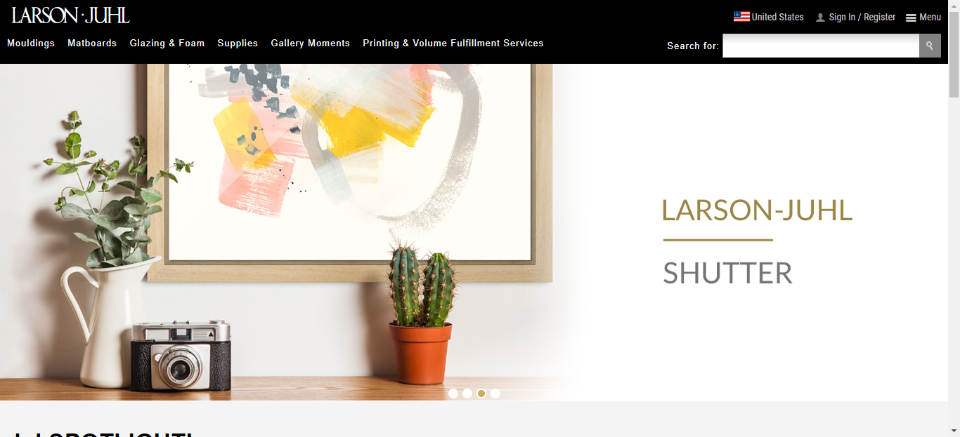 LARSON·JUHL
United States
Sign In / Register
Menu
Mouldings Matboards Glazing & Foam Supplies Gallery Moments Printing & Volume Fulfillment Services
Search for:
LARSON-JUHL
SHUTTER